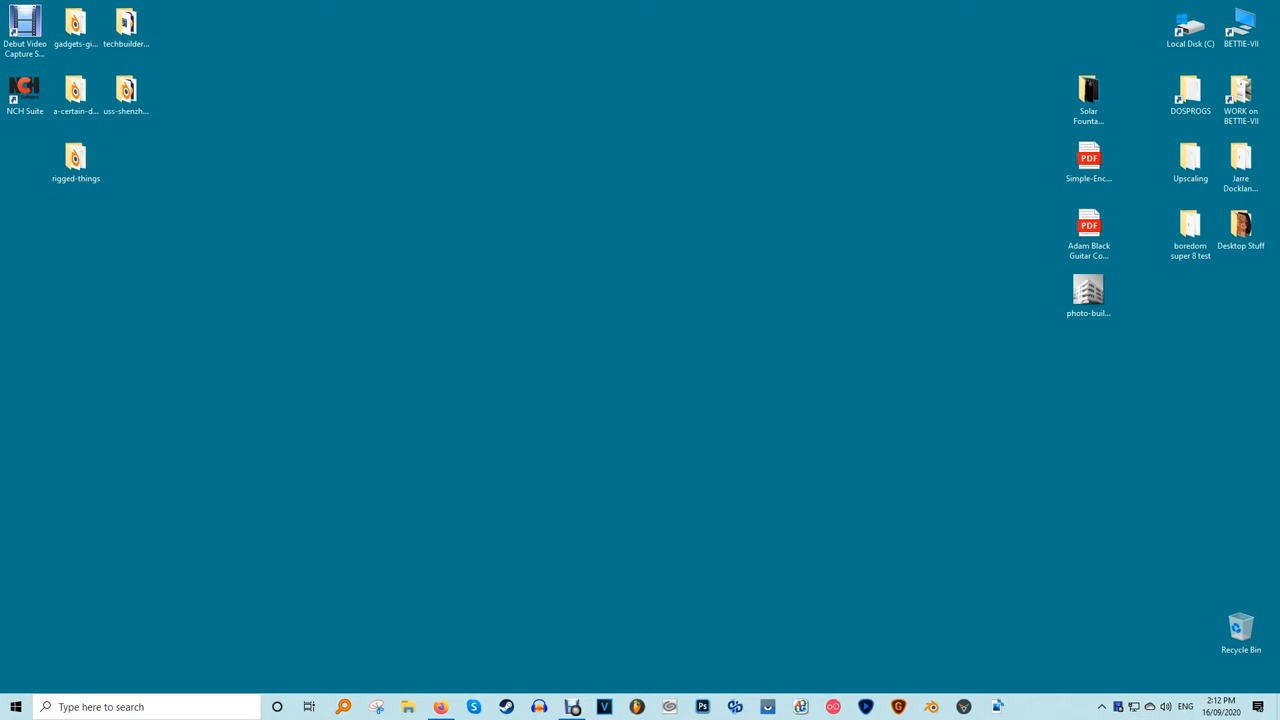 Debut Video
Capture S...
gadgets-gi...
techbuilder...
Local Disk (C)
BETTIE-VII
NCH Suite
a-certain-d...
uss-shenzh...
Solar
Founta...
DOSPROGS
WORK on
BETTIE-VII
rigged-things
PDF
Simple-Enc...
Upscaling
Jarre
Docklan...
PDF
Adam Black
Guitar Co...
boredom
super 8 test
Desktop Stuff
photo-buil...
Recycle Bin
Type here to search
ENG
2:12 PM
16/09/2020